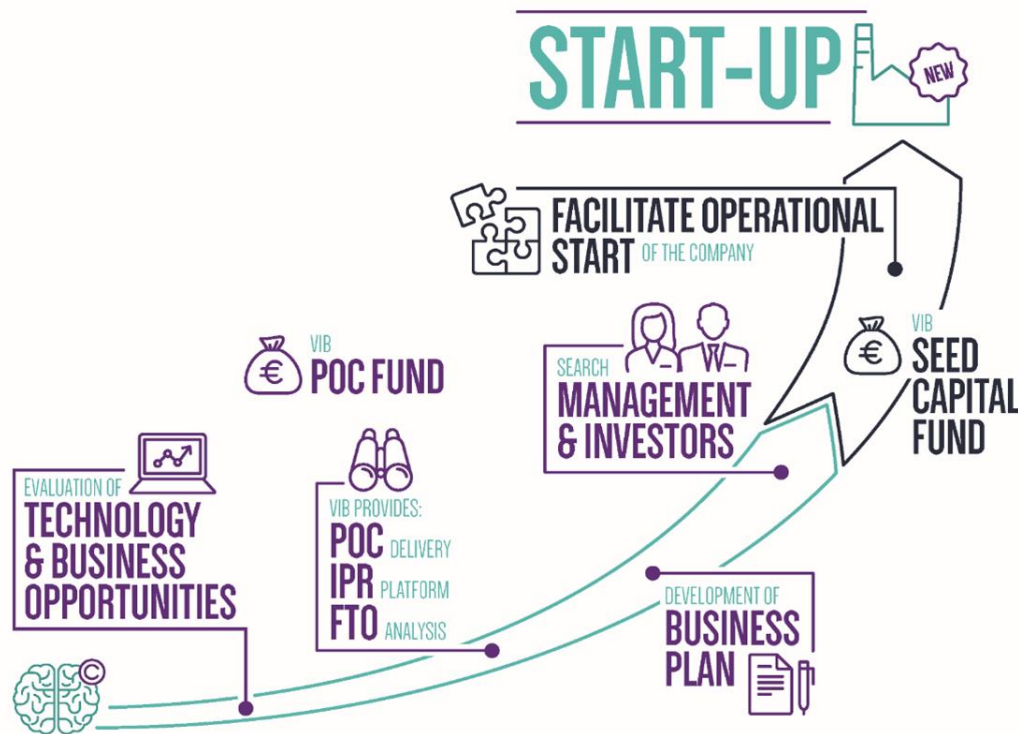 START-UP
NEW
FACILITATE OPERATIONAL
START OF THE COMPANY
VIB
POC FUND
SEARCH
MANAGEMENT
& INVESTORS
VIB
SEED
CAPITAL
FUND
EVALUATION OF
TECHNOLOGY
& BUSINESS
OPPORTUNITIES
VIB PROVIDES:
POC DELIVERY
IPR PLATFORM
FTO ANALYSIS
DEVELOPMENT OF
BUSINESS
PLAN
©
€
€